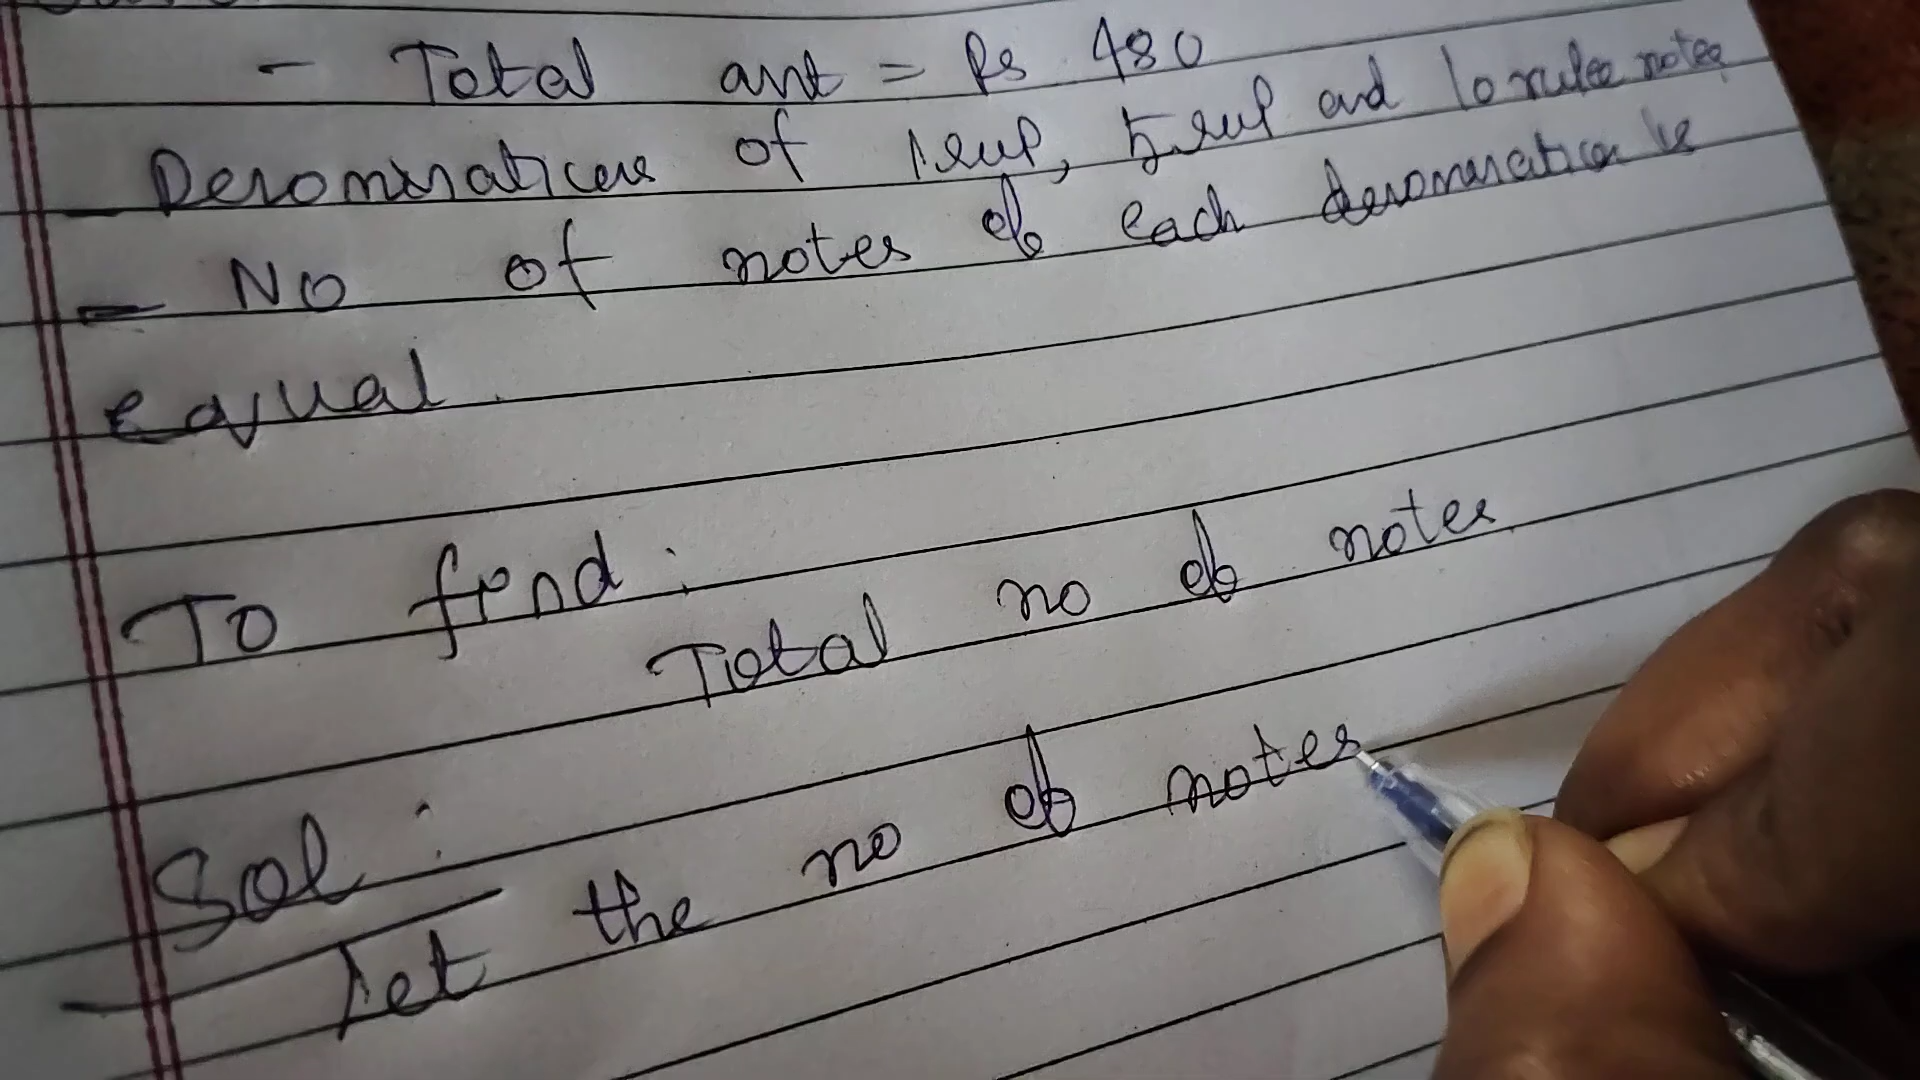 - Total amt = Rs 480
- Denominations of 1 rup, 5 rup and 10 rupee notes
- No of notes of each denomination is
equal.
To find :
Total no of notes
Sol :
- Let the no of notes